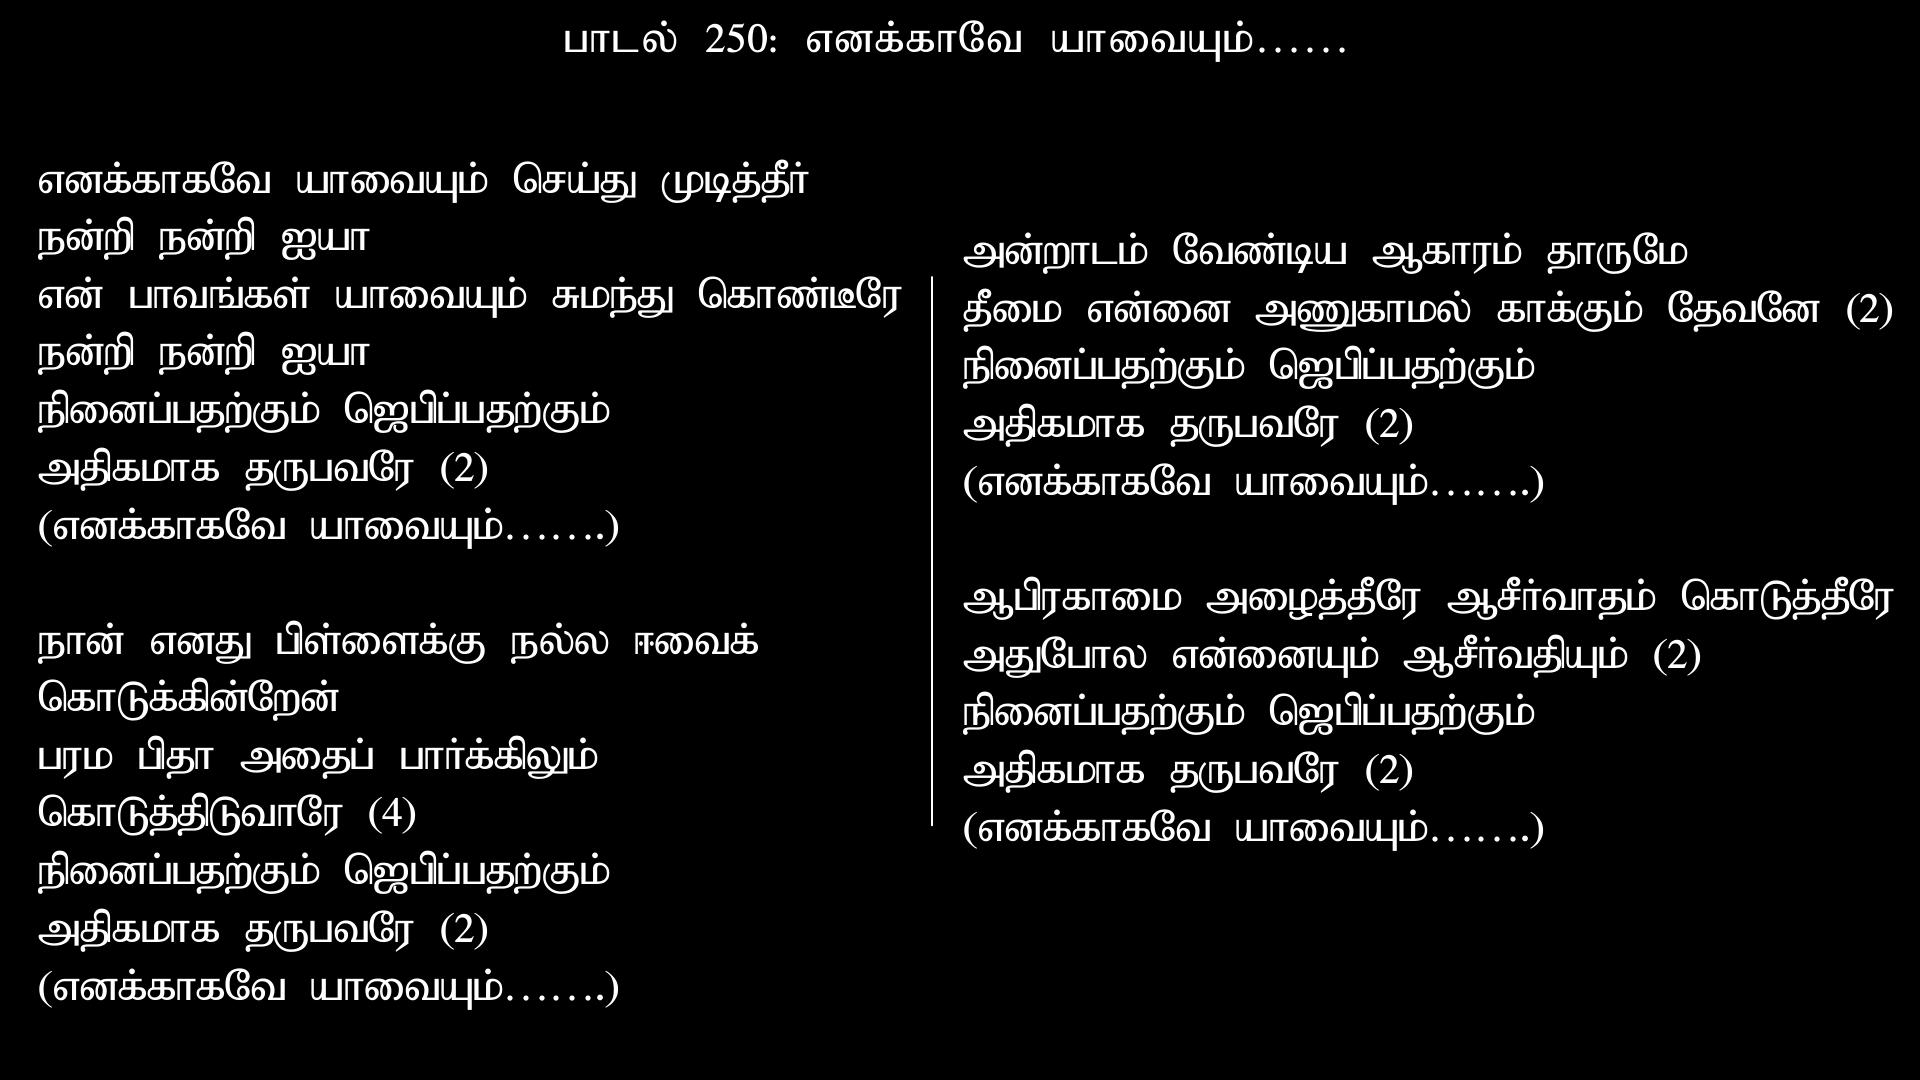 பாடல் 250: எனக்காவே யாவையும்……
எனக்காகவே யாவையும் செய்து முடித்தீர்
நன்றி நன்றி ஐயா
என் பாவங்கள் யாவையும் சுமந்து கொண்டீரே
நன்றி நன்றி ஐயா
நினைப்பதற்கும் ஜெபிப்பதற்கும்
அதிகமாக தருபவரே (2)
(எனக்காகவே யாவையும்…….)
நான் எனது பிள்ளைக்கு நல்ல ஈவைக்
கொடுக்கின்றேன்
பரம பிதா அதைப் பார்க்கிலும்
கொடுத்திடுவாரே (4)
நினைப்பதற்கும் ஜெபிப்பதற்கும்
அதிகமாக தருபவரே (2)
(எனக்காகவே யாவையும்…….)
அன்றாடம் வேண்டிய ஆகாரம் தாருமே
தீமை என்னை அணுகாமல் காக்கும் தேவனே (2)
நினைப்பதற்கும் ஜெபிப்பதற்கும்
அதிகமாக தருபவரே (2)
(எனக்காகவே யாவையும்…….)
ஆபிரகாமை அழைத்தீரே ஆசீர்வாதம் கொடுத்தீரே
அதுபோல என்னையும் ஆசீர்வதியும் (2)
நினைப்பதற்கும் ஜெபிப்பதற்கும்
அதிகமாக தருபவரே (2)
(எனக்காகவே யாவையும்…….)